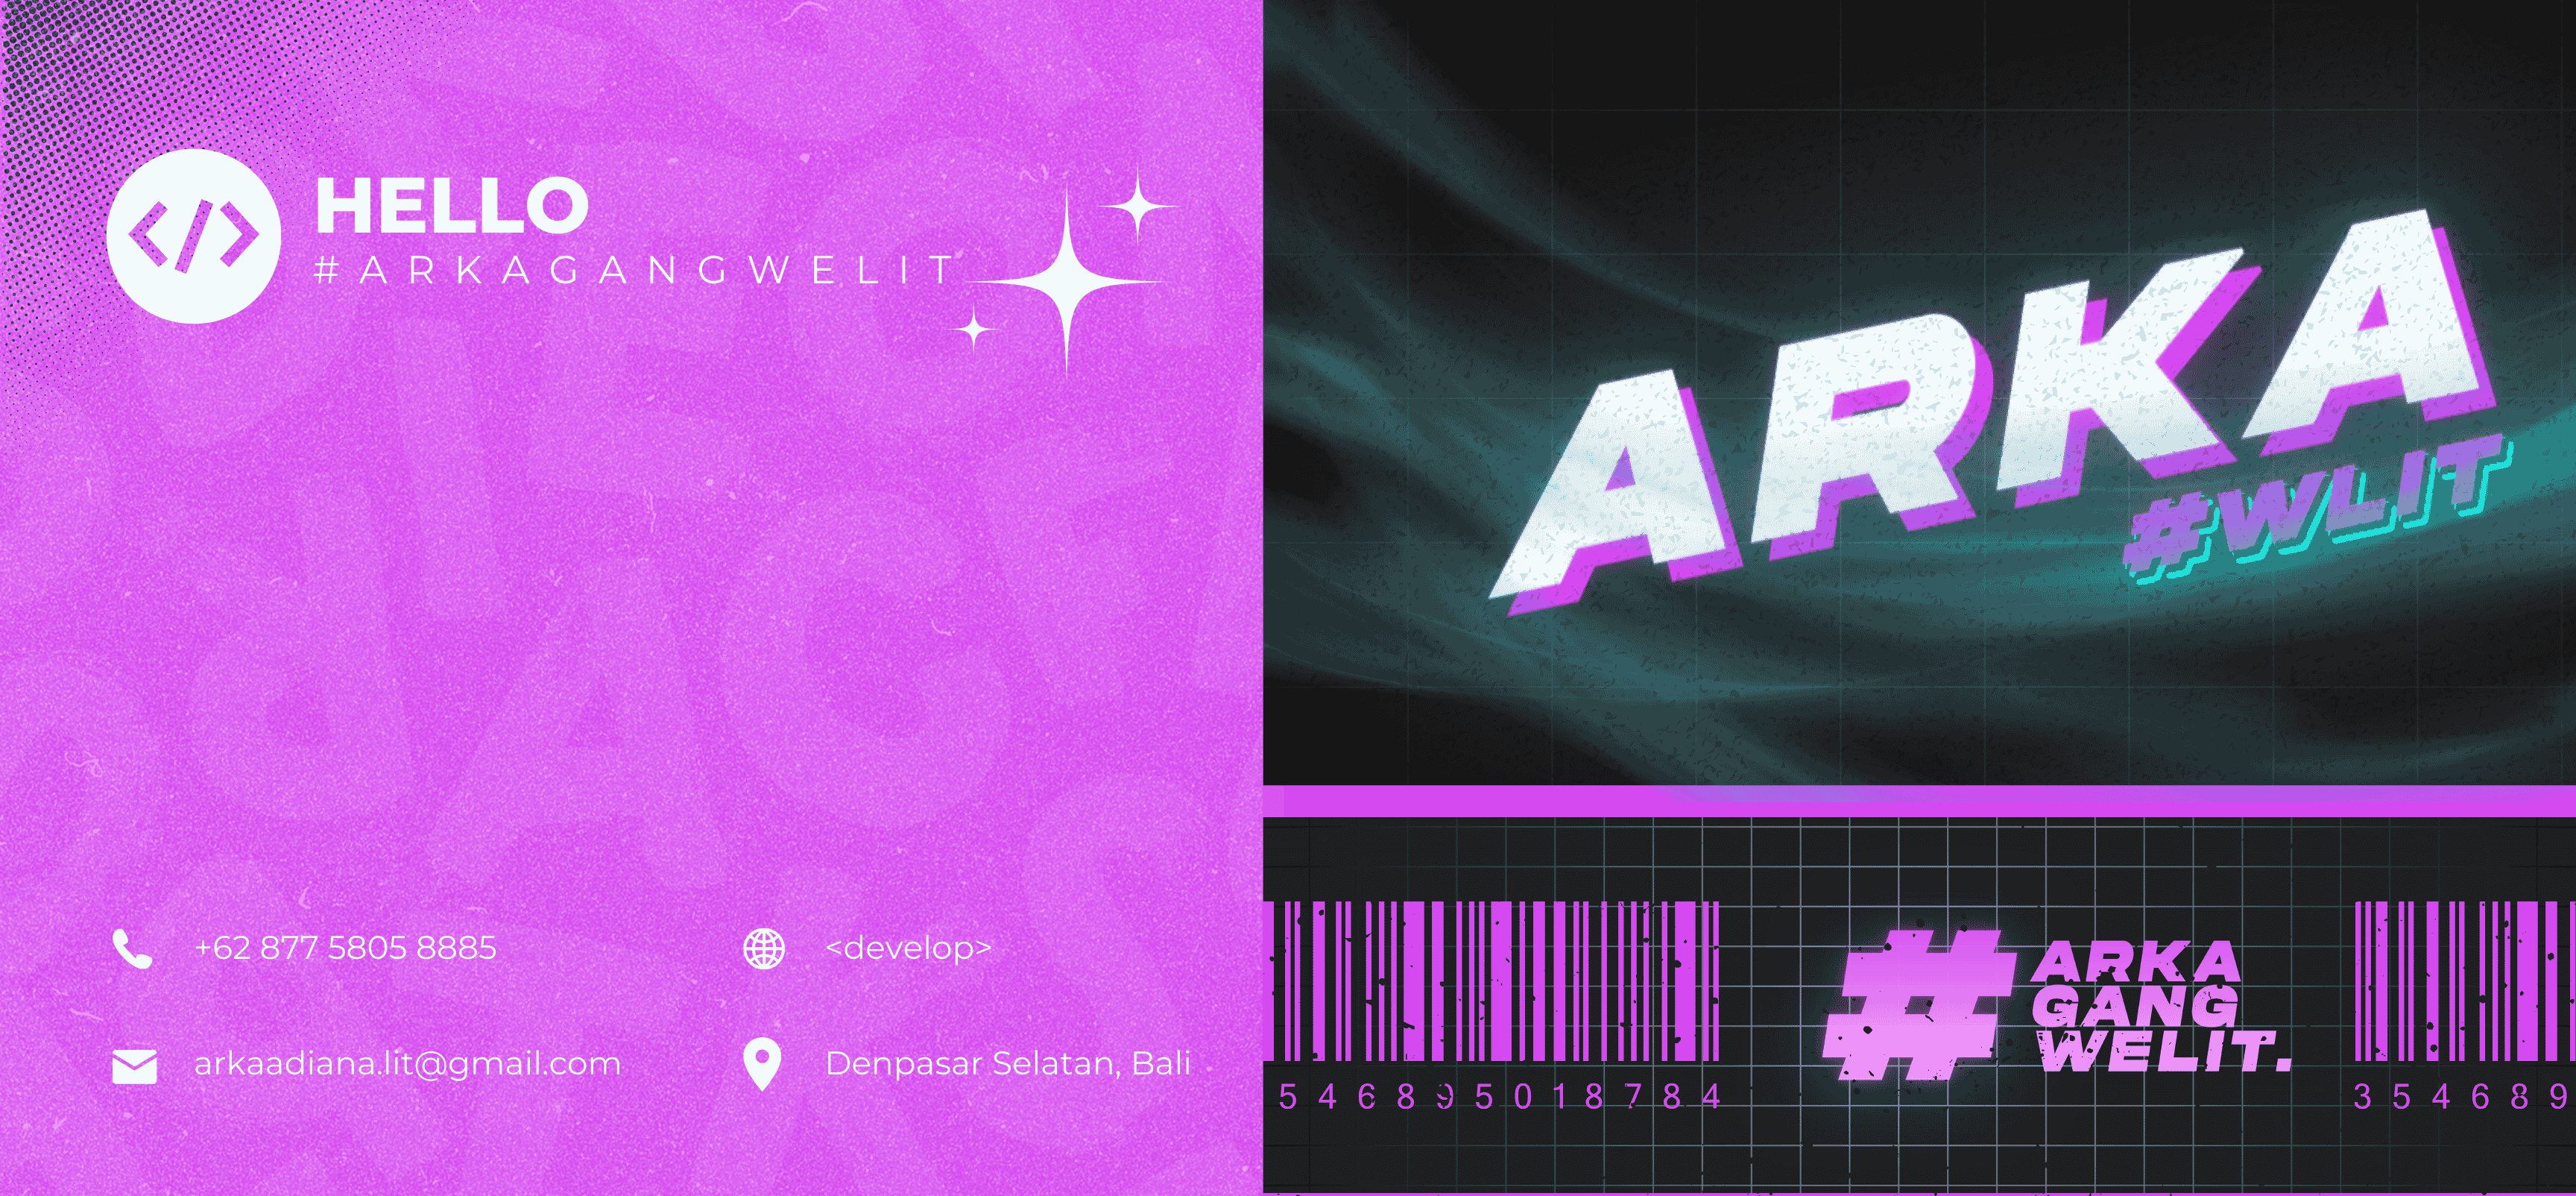 HELLO
#ARKAGANGWELIT
+62 877 5805 8885
<develop>
arkaadiana.lit@gmail.com
Denpasar Selatan, Bali
ARKA
#WLIT
5 4 6 8 9 5 0 1 8 7 8 4
#
ARKA
GANG
WELIT.
3 5 4 6 8 9